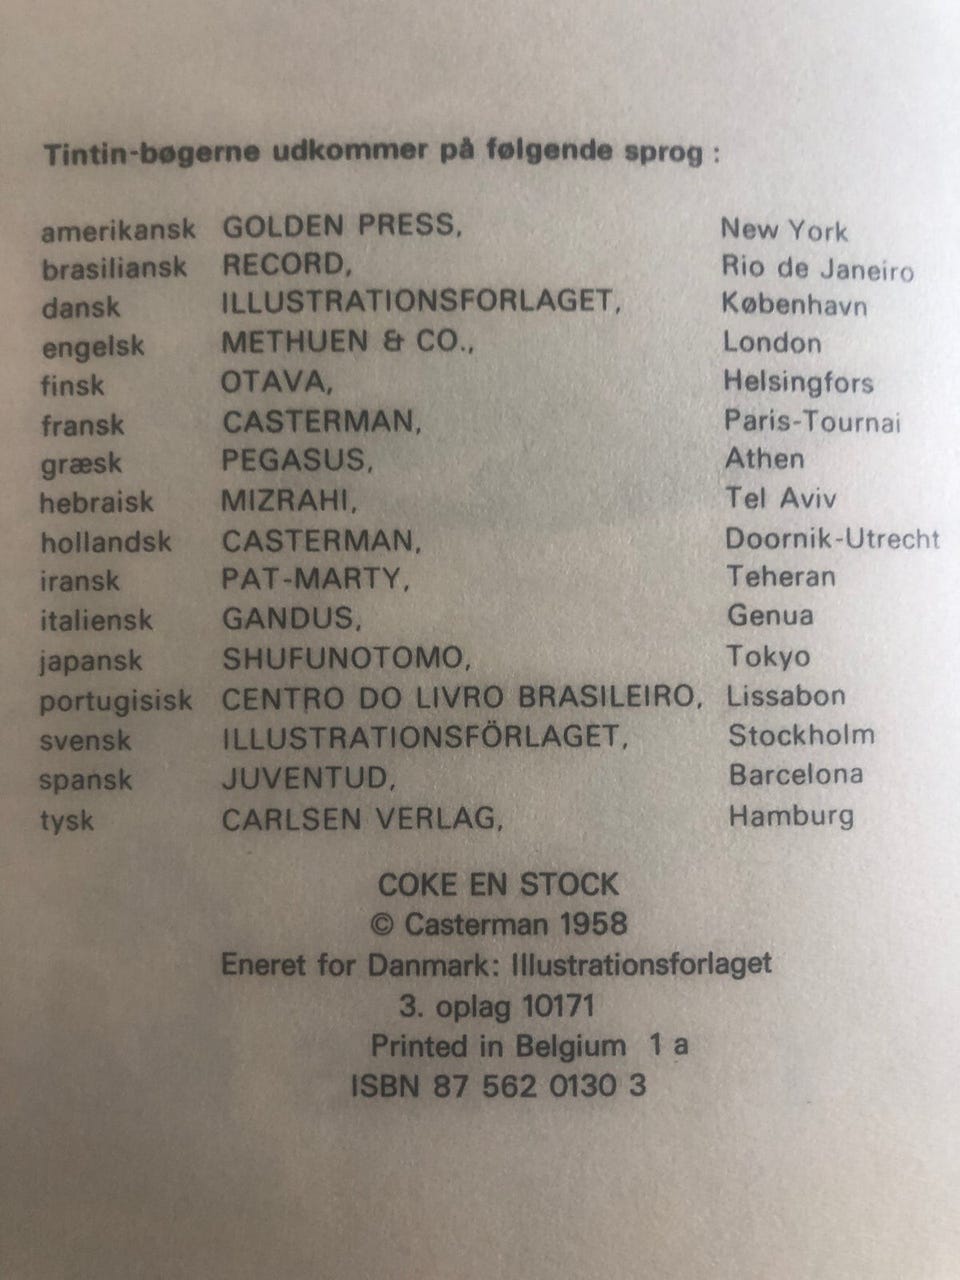 Tintin-bøgerne udkommer på følgende sprog :
amerikansk GOLDEN PRESS, New York
brasiliansk RECORD, Rio de Janeiro
dansk ILLUSTRATIONSFORLAGET, København
engelsk METHUEN & CO., London
finsk OTAVA, Helsingfors
fransk CASTERMAN, Paris-Tournai
græsk PEGASUS, Athen
hebraisk MIZRAHI, Tel Aviv
hollandsk CASTERMAN, Doornik-Utrecht
iransk PAT-MARTY, Teheran
italiensk GANDUS, Genua
japansk SHUFUNOTOMO, Tokyo
portugisisk CENTRO DO LIVRO BRASILEIRO, Lissabon
svensk ILLUSTRATIONSFÖRLAGET, Stockholm
spansk JUVENTUD, Barcelona
tysk CARLSEN VERLAG, Hamburg
COKE EN STOCK
© Casterman 1958
Eneret for Danmark: Illustrationsforlaget
3. oplag 10171
Printed in Belgium 1 a
ISBN 87 562 0130 3